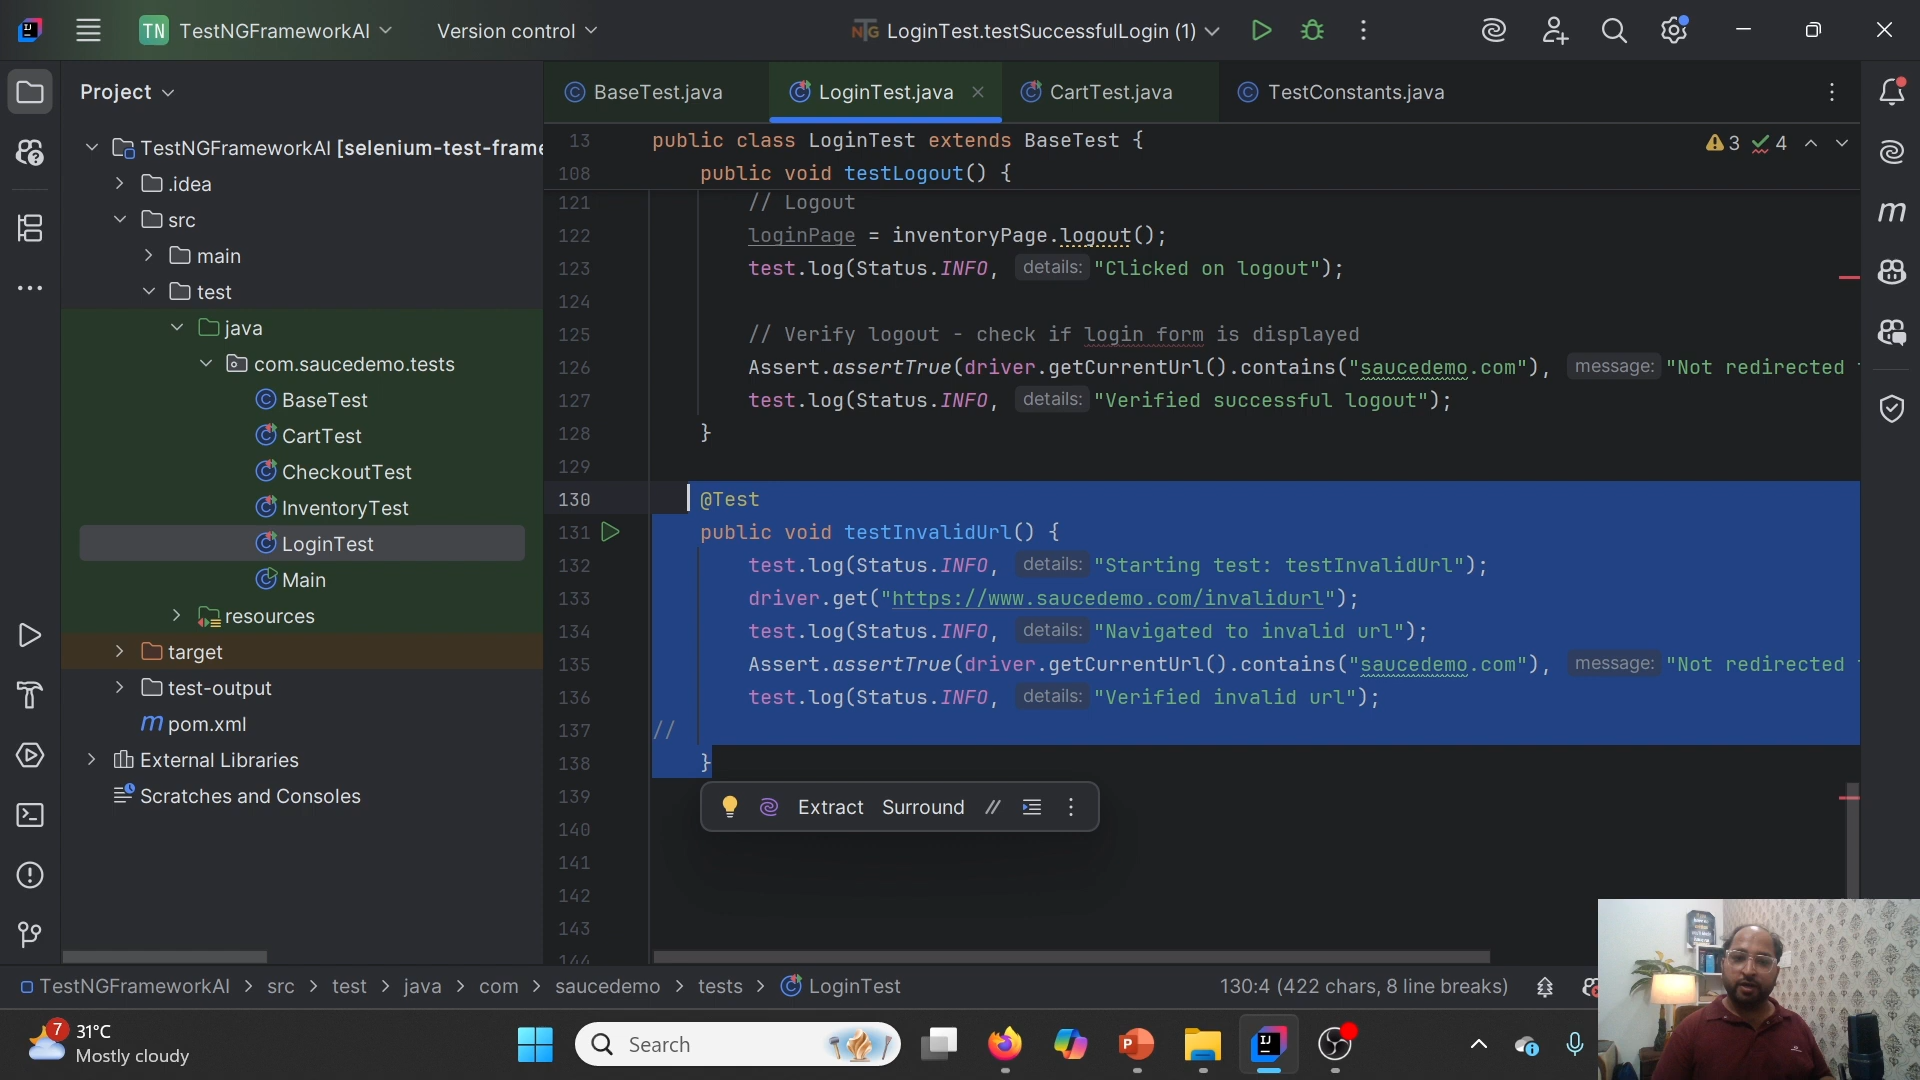 TN TestNGFrameworkAI Version control LoginTest.testSuccessfulLogin (1)
Project
BaseTest.java LoginTest.java CartTest.java TestConstants.java
TestNGFrameworkAI [selenium-test-frame
.idea
src
main
test
java
com.saucedemo.tests
BaseTest
CartTest
CheckoutTest
InventoryTest
LoginTest
Main
resources
target
test-output
pom.xml
External Libraries
Scratches and Consoles
3 4
13 public class LoginTest extends BaseTest {
108 public void testLogout() {
121 // Logout
122 loginPage = inventoryPage.logout();
123 test.log(Status.INFO, details: "Clicked on logout");
124
125 // Verify logout - check if login form is displayed
126 Assert.assertTrue(driver.getCurrentUrl().contains("saucedemo.com"), message: "Not redirected
127 test.log(Status.INFO, details: "Verified successful logout");
128 }
129
130 @Test
131 public void testInvalidUrl() {
132 test.log(Status.INFO, details: "Starting test: testInvalidUrl");
133 driver.get("https://www.saucedemo.com/invalidurl");
134 test.log(Status.INFO, details: "Navigated to invalid url");
135 Assert.assertTrue(driver.getCurrentUrl().contains("saucedemo.com"), message: "Not redirected
136 test.log(Status.INFO, details: "Verified invalid url");
137 //
138 }
139
140
141
142
143
144
Extract Surround //
TestNGFrameworkAI > src > test > java > com > saucedemo > tests > LoginTest
130:4 (422 chars, 8 line breaks)
7
31°C
Mostly cloudy
Search